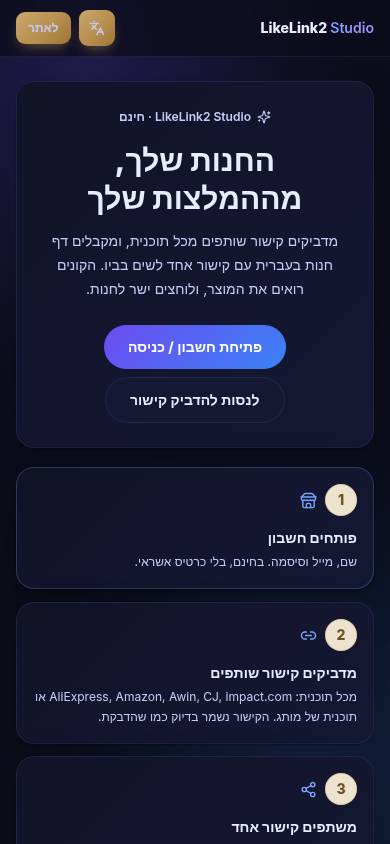 LikeLink2 Studio
לאתר
LikeLink2 Studio · חינם
החנות שלך,
מההמלצות שלך
מדביקים קישור שותפים מכל תוכנית, ומקבלים דף
חנות בעברית עם קישור אחד לשים בביו. הקונים
רואים את המוצר, ולוחצים ישר לחנות.
פתיחת חשבון / כניסה
לנסות להדביק קישור
1
פותחים חשבון
שם, מייל וסיסמה. בחינם, בלי כרטיס אשראי.
2
מדביקים קישור שותפים
מכל תוכנית: AliExpress, Amazon, Awin, CJ, impact.com או
תוכנית של מותג. הקישור נשמר בדיוק כמו שהדבקת.
3
משתפים קישור אחד